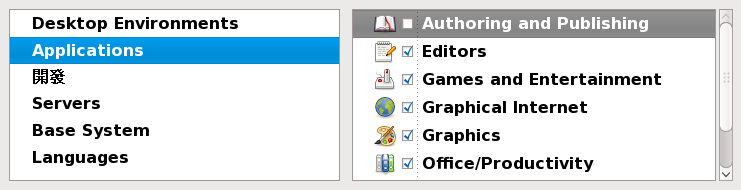 Desktop Environments
Applications
開發
Servers
Base System
Languages
Authoring and Publishing
Editors
Games and Entertainment
Graphical Internet
Graphics
Office/Productivity